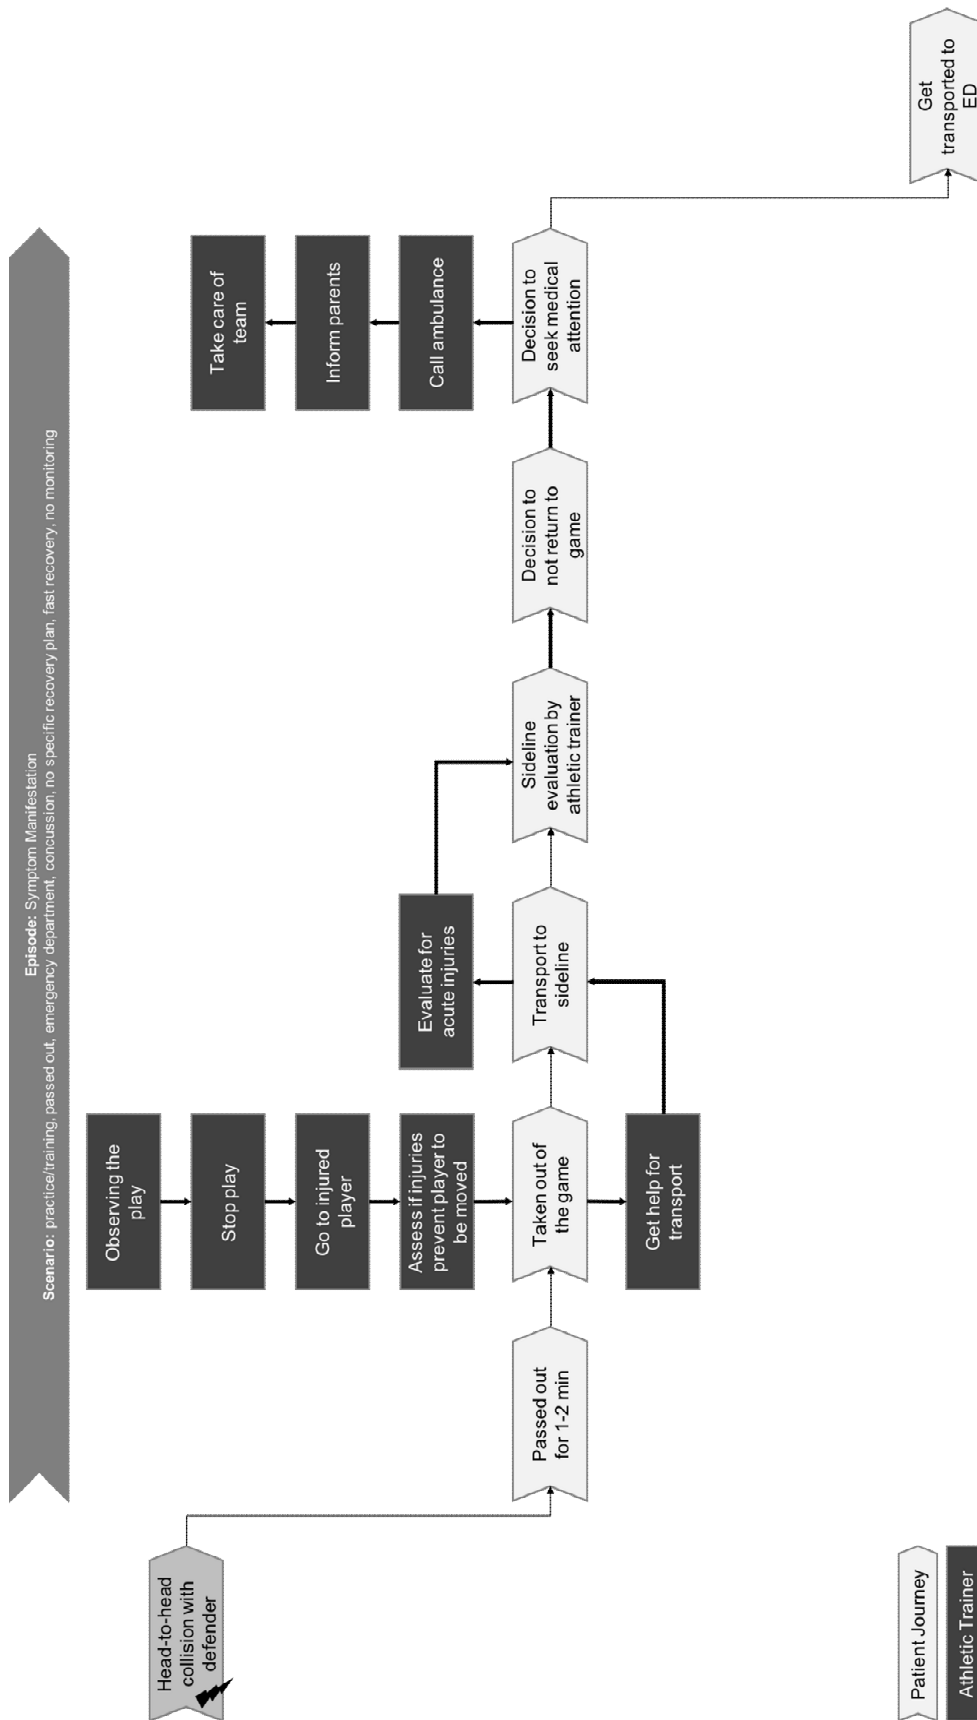 Episode: Symptom Manifestation
Scenario: practice/training, passed out, emergency department, concussion, no specific recovery plan, fast recovery, no monitoring
Head-to-head
collision with
defender
Observing the
play
Stop play
Go to injured
player
Assess if injuries
prevent player to
be moved
Passed out
for 1-2 min
Taken out of
the game
Get help for
transport
Evaluate for
acute injuries
Transport to
sideline
Sideline
evaluation by
athletic trainer
Decision to
not return to
game
Take care of
team
Inform parents
Call ambulance
Decision to
seek medical
attention
Get
transported to
ED
Patient Journey
Athletic Trainer